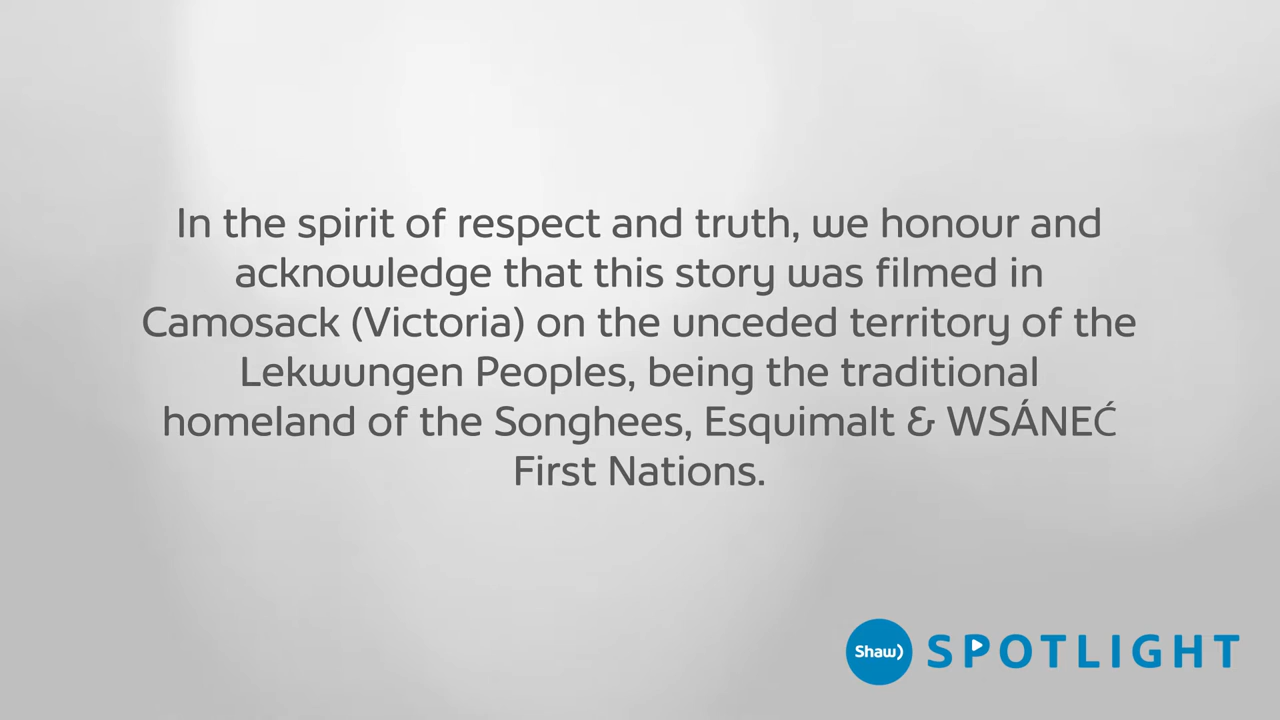 In the spirit of respect and truth, we honour and
acknowledge that this story was filmed in
Camosack (Victoria) on the unceded territory of the
Lekwungen Peoples, being the traditional
homeland of the Songhees, Esquimalt & WSÁNEĆ
First Nations.
Shaw) SPOTLIGHT